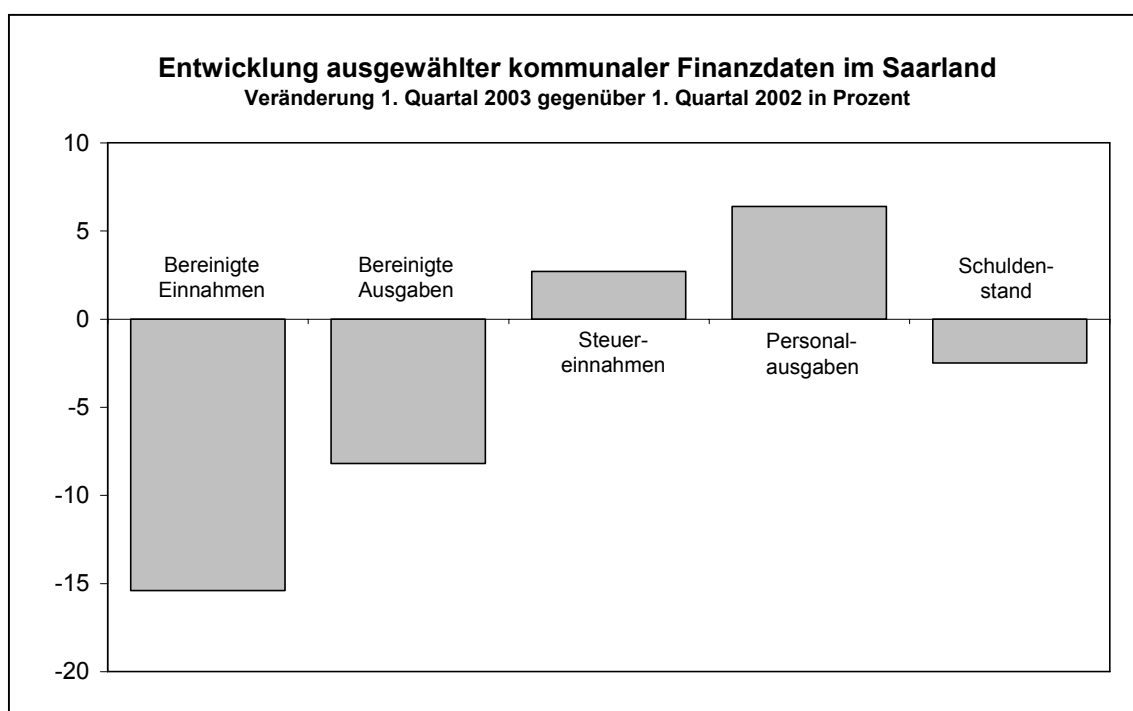 Entwicklung ausgewählter kommunaler Finanzdaten im Saarland
Veränderung 1. Quartal 2003 gegenüber 1. Quartal 2002 in Prozent
10
5
Bereinigte
Einnahmen
Bereinigte
Ausgaben
Schulden-
stand
0
Steuer-
einnahmen
Personal-
ausgaben
-5
-10
-15
-20